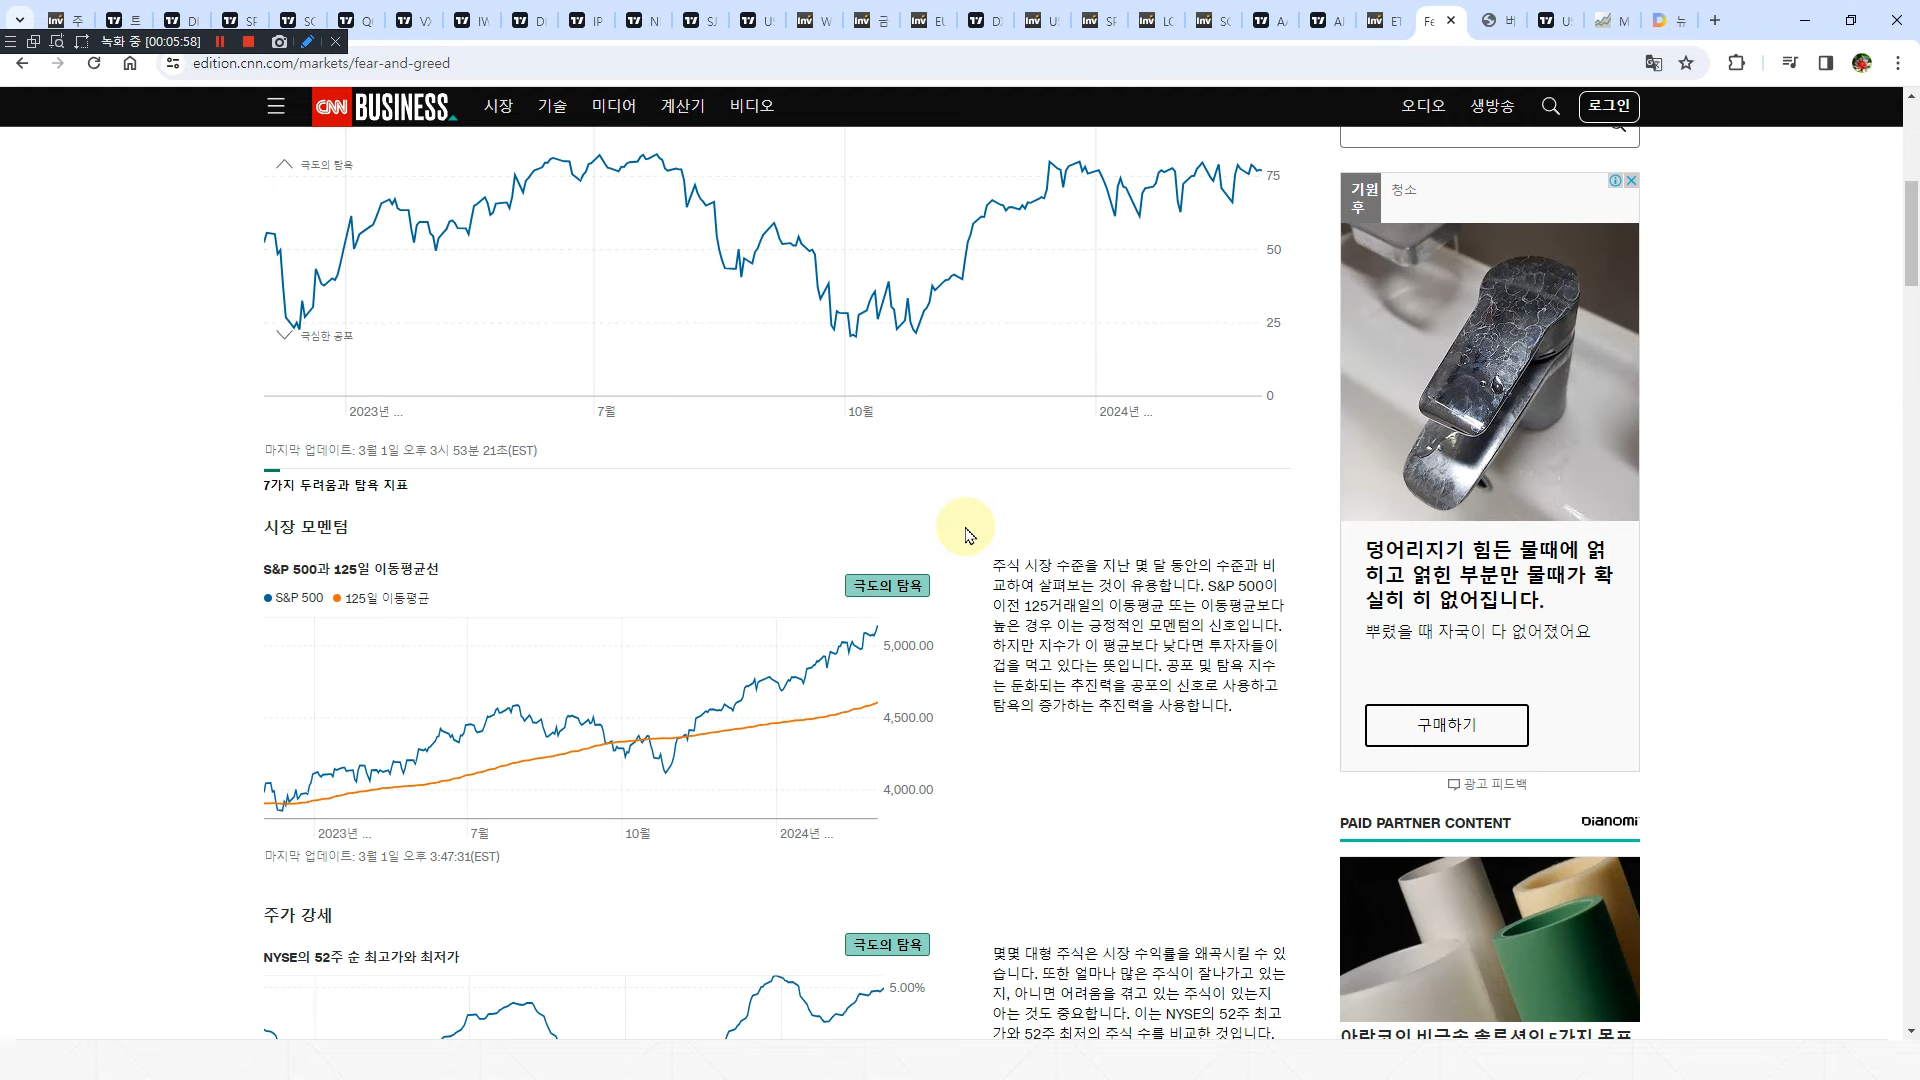 주
트
녹화 중 [00:05:58]
edition.cnn.com/markets/fear-and-greed
CNN BUSINESS
시장 기술 미디어 계산기 비디오
오디오 생방송 로그인
극도의 탐욕
75
50
25
극심한 공포
0
2023년 ...
7월
10월
2024년 ...
마지막 업데이트: 3월 1일 오후 3시 53분 21초(EST)
7가지 두려움과 탐욕 지표
시장 모멘텀
S&P 500과 125일 이동평균선
극도의 탐욕
S&P 500 125일 이동평균
5,000.00
4,500.00
4,000.00
2023년 ...
7월
10월
2024년 ...
마지막 업데이트: 3월 1일 오후 3:47:31(EST)
주식 시장 수준을 지난 몇 달 동안의 수준과 비
교하여 살펴보는 것이 유용합니다. S&P 500이
이전 125거래일의 이동평균 또는 이동평균보다
높은 경우 이는 긍정적인 모멘텀의 신호입니다.
하지만 지수가 이 평균보다 낮다면 투자자들이
겁을 먹고 있다는 뜻입니다. 공포 및 탐욕 지수
는 둔화되는 추진력을 공포의 신호로 사용하고
탐욕의 증가하는 추진력을 사용합니다.
주가 강세
NYSE의 52주 순 최고가와 최저가
극도의 탐욕
5.00%
몇몇 대형 주식은 시장 수익률을 왜곡시킬 수 있
습니다. 또한 얼마나 많은 주식이 잘나가고 있는
지, 아니면 어려움을 겪고 있는 주식이 있는지
아는 것도 중요합니다. 이는 NYSE의 52주 최고
가와 52주 최저의 주식 수를 비교한 것입니다.
기원
후
청소
덩어리지기 힘든 물때에 얽
히고 얽힌 부분만 물때가 확
실히 히 없어집니다.
뿌렸을 때 자국이 다 없어졌어요
구매하기
광고 피드백
PAID PARTNER CONTENT
Dianomi